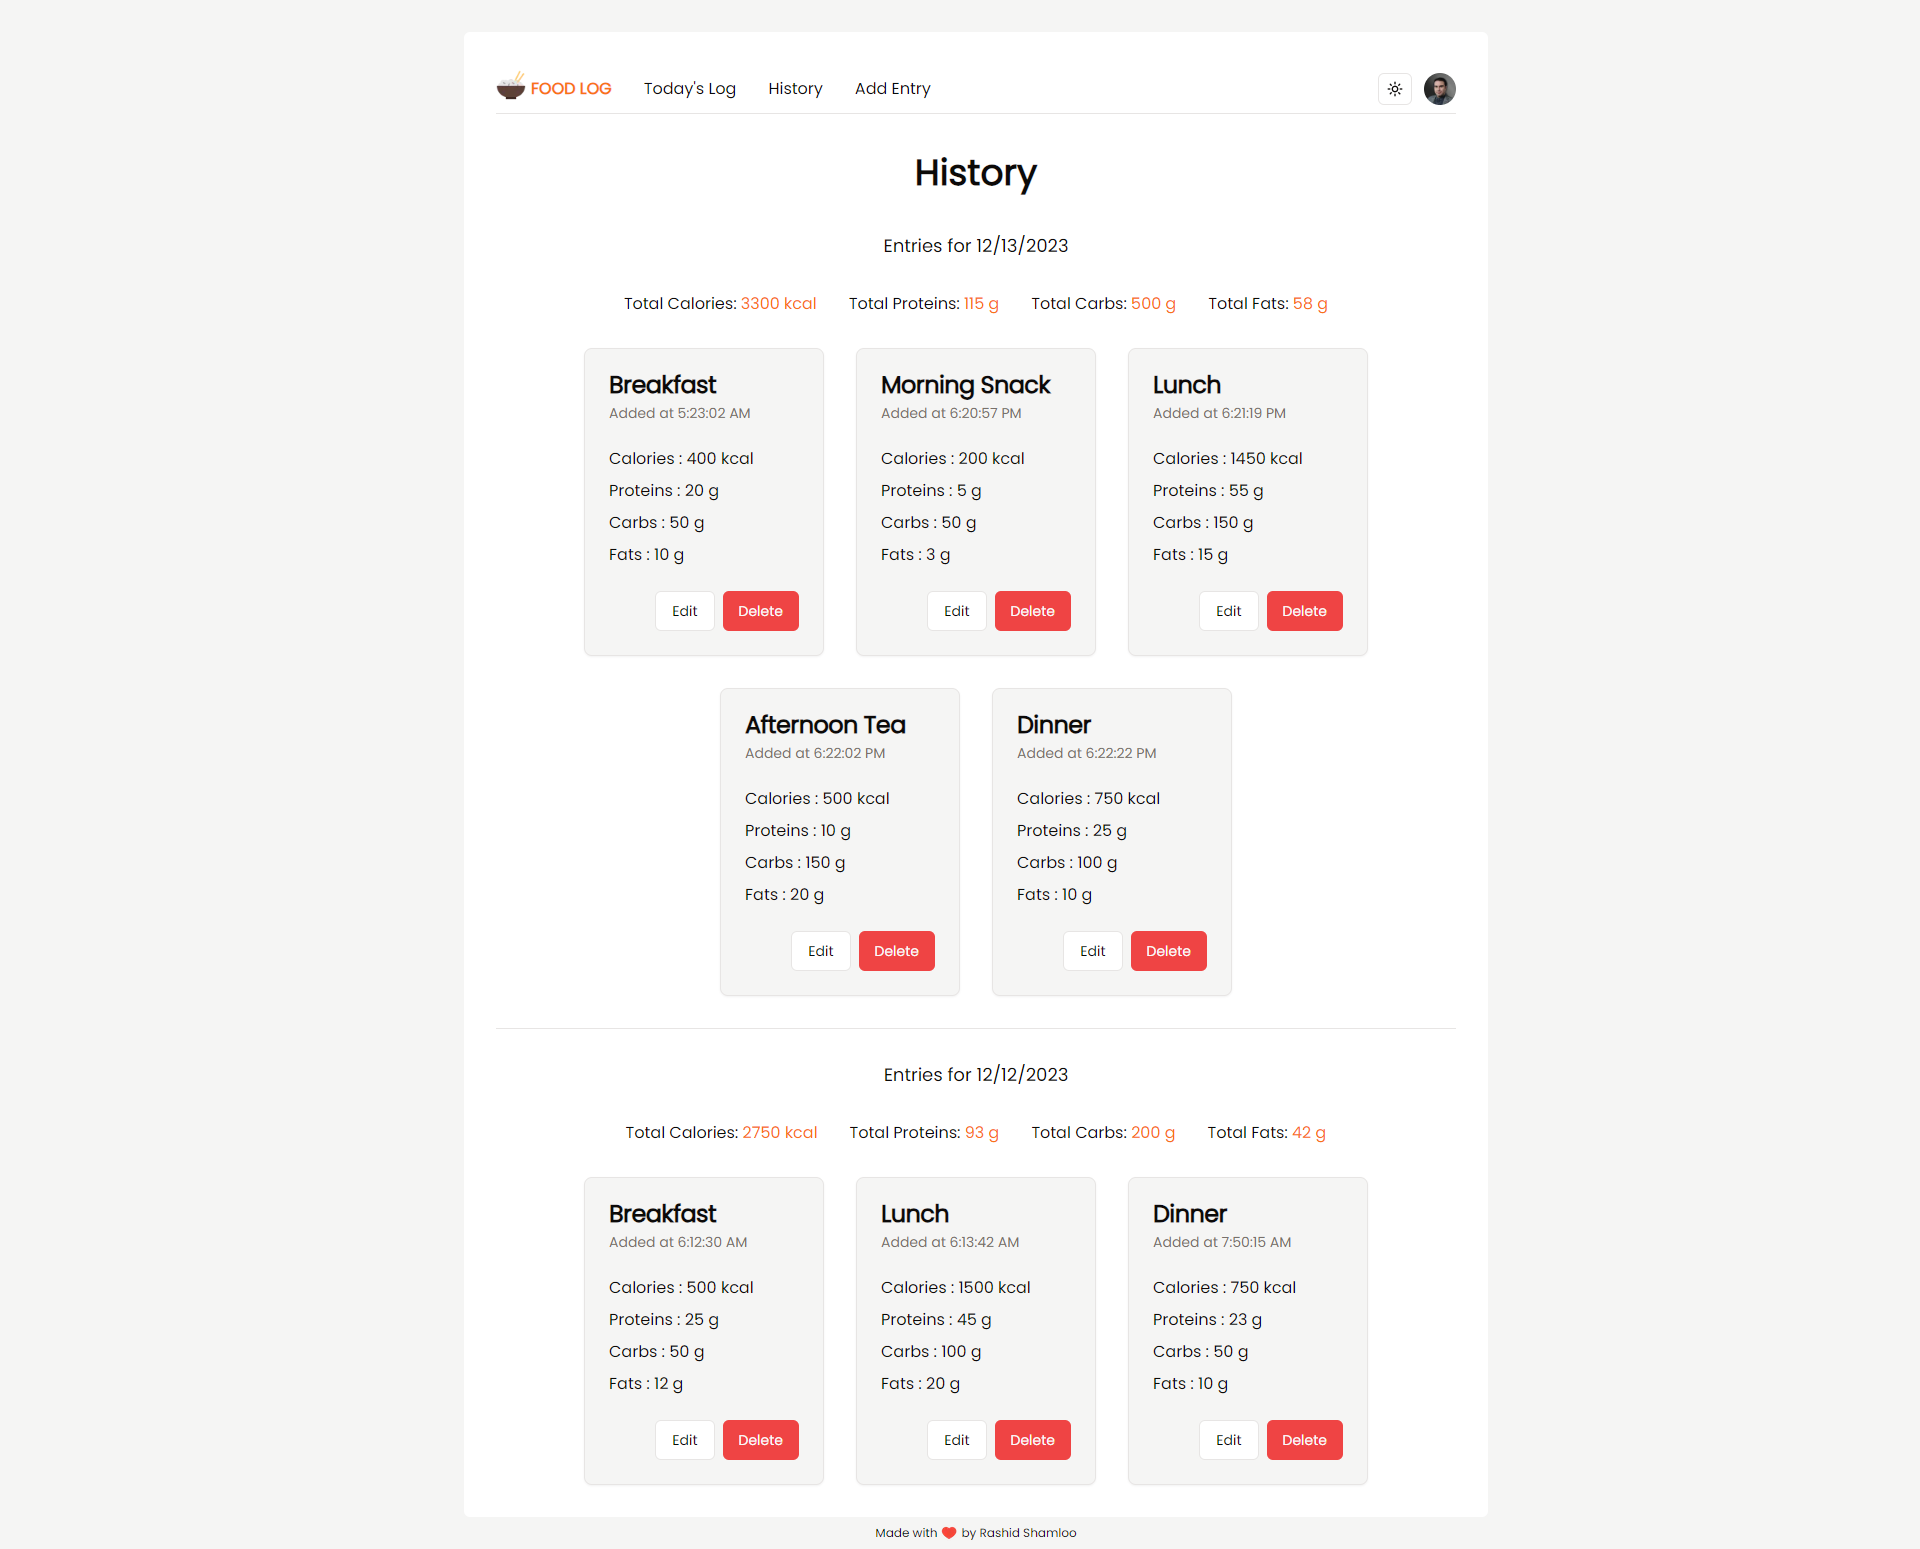 FOOD LOG Today's Log History Add Entry
History
Entries for 12/13/2023
Total Calories: 3300 kcal Total Proteins: 115 g Total Carbs: 500 g Total Fats: 58 g
Breakfast
Added at 5:23:02 AM
Calories : 400 kcal
Proteins : 20 g
Carbs : 50 g
Fats : 10 g
Edit Delete
Morning Snack
Added at 6:20:57 PM
Calories : 200 kcal
Proteins : 5 g
Carbs : 50 g
Fats : 3 g
Edit Delete
Lunch
Added at 6:21:19 PM
Calories : 1450 kcal
Proteins : 55 g
Carbs : 150 g
Fats : 15 g
Edit Delete
Afternoon Tea
Added at 6:22:02 PM
Calories : 500 kcal
Proteins : 10 g
Carbs : 150 g
Fats : 20 g
Edit Delete
Dinner
Added at 6:22:22 PM
Calories : 750 kcal
Proteins : 25 g
Carbs : 100 g
Fats : 10 g
Edit Delete
Entries for 12/12/2023
Total Calories: 2750 kcal Total Proteins: 93 g Total Carbs: 200 g Total Fats: 42 g
Breakfast
Added at 6:12:30 AM
Calories : 500 kcal
Proteins : 25 g
Carbs : 50 g
Fats : 12 g
Edit Delete
Lunch
Added at 6:13:42 AM
Calories : 1500 kcal
Proteins : 45 g
Carbs : 100 g
Fats : 20 g
Edit Delete
Dinner
Added at 7:50:15 AM
Calories : 750 kcal
Proteins : 23 g
Carbs : 50 g
Fats : 10 g
Edit Delete
Made with ❤️ by Rashid Shamloo